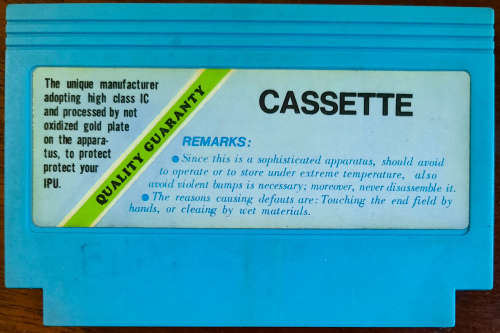 The unique manufacturer
adopting high class IC
and processed by not
oxidized gold plate
on the appara-
tus, to protect
protect your
IPU.
QUALITY GUARANTY
CASSETTE
REMARKS:
● Since this is a sophisticated apparatus, should avoid
to operate or to store under extreme temperature, also
avoid violent bumps is necessary; moreover, never disassemble it.
● The reasons causing defauts are: Touching the end field by
hands, or cleaing by wet materials.